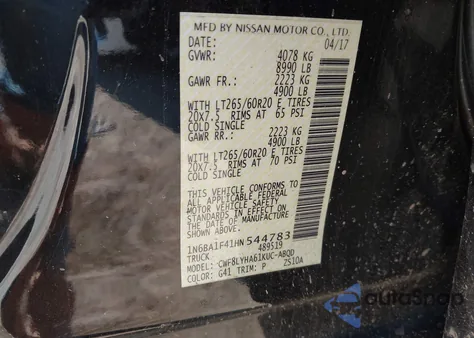 MFD BY NISSAN MOTOR CO., LTD.
DATE: 04/17
GVWR: 4078 KG
8990 LB
GAWR FR.: 2223 KG
4900 LB
WITH LT265/60R20 E TIRES
20X7.5 RIMS AT 65 PSI
COLD SINGLE
GAWR RR.: 2223 KG
4900 LB
WITH LT265/60R20 E TIRES
20X7.5 RIMS AT 70 PSI
COLD SINGLE
THIS VEHICLE CONFORMS TO
ALL APPLICABLE FEDERAL
MOTOR VEHICLE SAFETY
STANDARDS IN EFFECT ON
THE DATE OF MANUFACTURE
SHOWN ABOVE.
1N6BA1F41HN544783
TRUCK 489519
MODEL: CWF8LYHA61KUC-ABQD
COLOR: G41 TRIM: P ZS10A
autaSnap